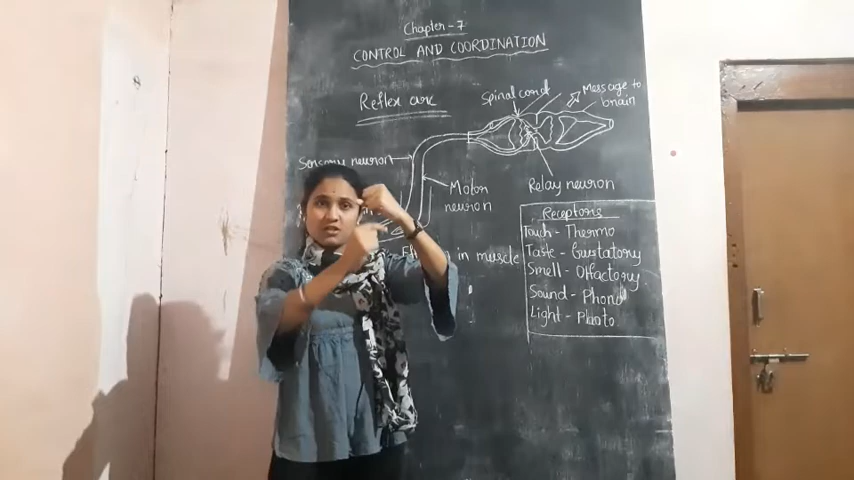 Chapter - 7
CONTROL AND COORDINATION
Reflex arc
Spinal cord
Message to
brain
Sensory neuron
Motor
neuron
Relay neuron
in muscle
Receptors
Touch - Thermo
Taste - Gustatory
Smell - Olfactory
Sound - Phono
Light - Photo